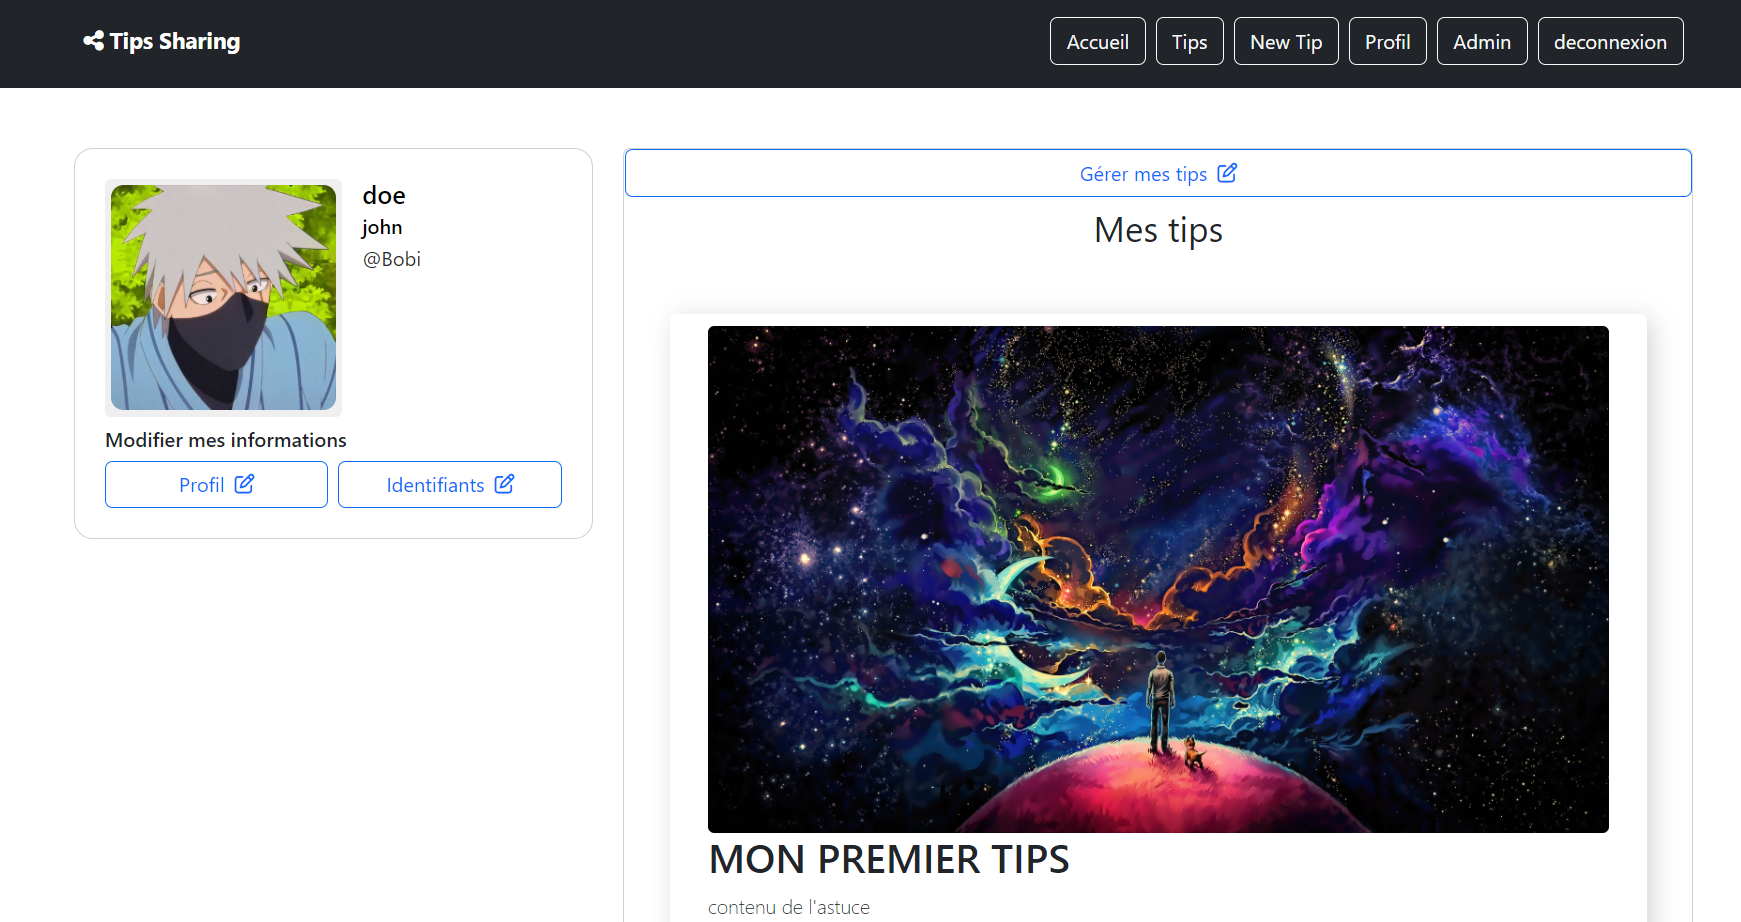 Tips Sharing
Accueil
Tips
New Tip
Profil
Admin
deconnexion
doe
john
@Bobi
Modifier mes informations
Profil
Identifiants
Gérer mes tips
Mes tips
MON PREMIER TIPS
contenu de l'astuce